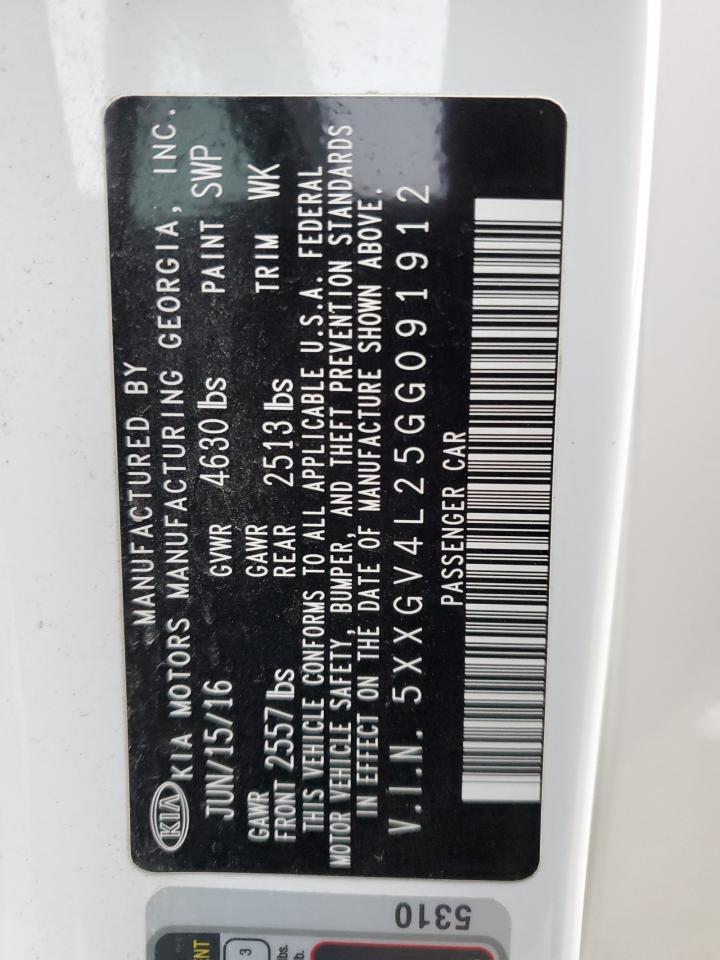 MANUFACTURED BY
KIA KIA MOTORS MANUFACTURING GEORGIA, INC.
JUN/15/16 GVWR 4630 lbs PAINT SWP
GAWR FRONT 2557 lbs GAWR REAR 2513 lbs TRIM WK
THIS VEHICLE CONFORMS TO ALL APPLICABLE U.S.A. FEDERAL
MOTOR VEHICLE SAFETY, BUMPER, AND THEFT PREVENTION STANDARDS
IN EFFECT ON THE DATE OF MANUFACTURE SHOWN ABOVE.
V.I.N. 5XXGV4L25GG091912
PASSENGER CAR
5310
3
lbs.